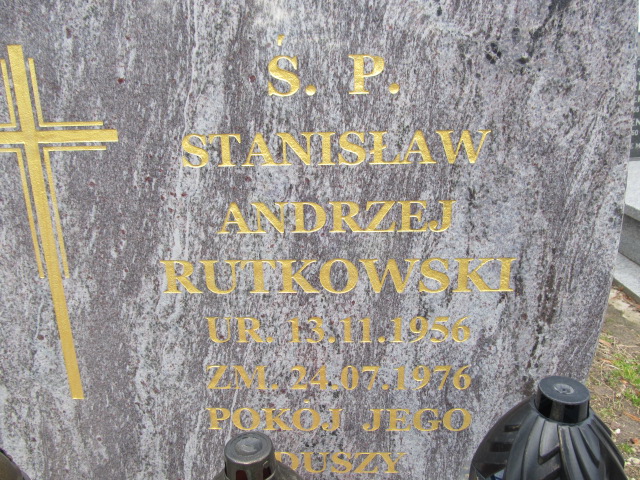 Ś. P.
STANISŁAW
ANDRZEJ
RUTKOWSKI
UR. 13.11.1956
ZM. 24.07.1976
POKÓJ JEGO
DUSZY